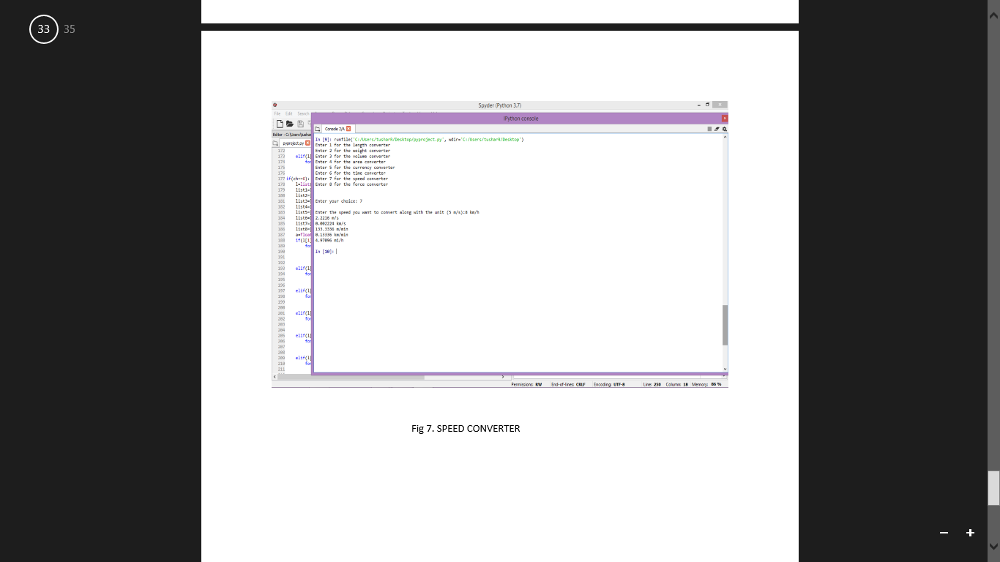 33 35
Spyder (Python 3.7)
File Edit Search
IPython console
Console 2/A
Editor - C:\Users\tushar
pyproject.py
In [9]: runfile('C:/Users/tusharR/Desktop/pyproject.py', wdir='C:/Users/tusharR/Desktop')
Enter 1 for the length converter
Enter 2 for the weight converter
Enter 3 for the volume converter
Enter 4 for the area converter
Enter 5 for the currency converter
Enter 6 for the time converter
Enter 7 for the speed converter
Enter 8 for the force converter
Enter your choice: 7
Enter the speed you want to convert along with the unit (5 m/s):8 km/h
2.2216 m/s
0.002224 km/s
133.3336 m/min
0.13336 km/min
4.97096 mi/h
In [10]:
172
173 elif(l[
174 for
175
176
177 if(ch==6):
178 l=list(
179 list1=[
180 list2=[
181 list3=[
182 list4=[
183 list5=[
184 list6=[
185 list7=[
186 list8=[
187 a=float
188 if(l[1]
189 for
190
191
192
193 elif(l[
194 for
195
196
197 elif(l[
198 for
199
200
201 elif(l[
202 for
203
204
205 elif(l[
206 for
207
208
209 elif(l[
210 for
211
Permissions: RW End-of-lines: CRLF Encoding: UTF-8 Line: 250 Column: 18 Memory: 86 %
Fig 7. SPEED CONVERTER